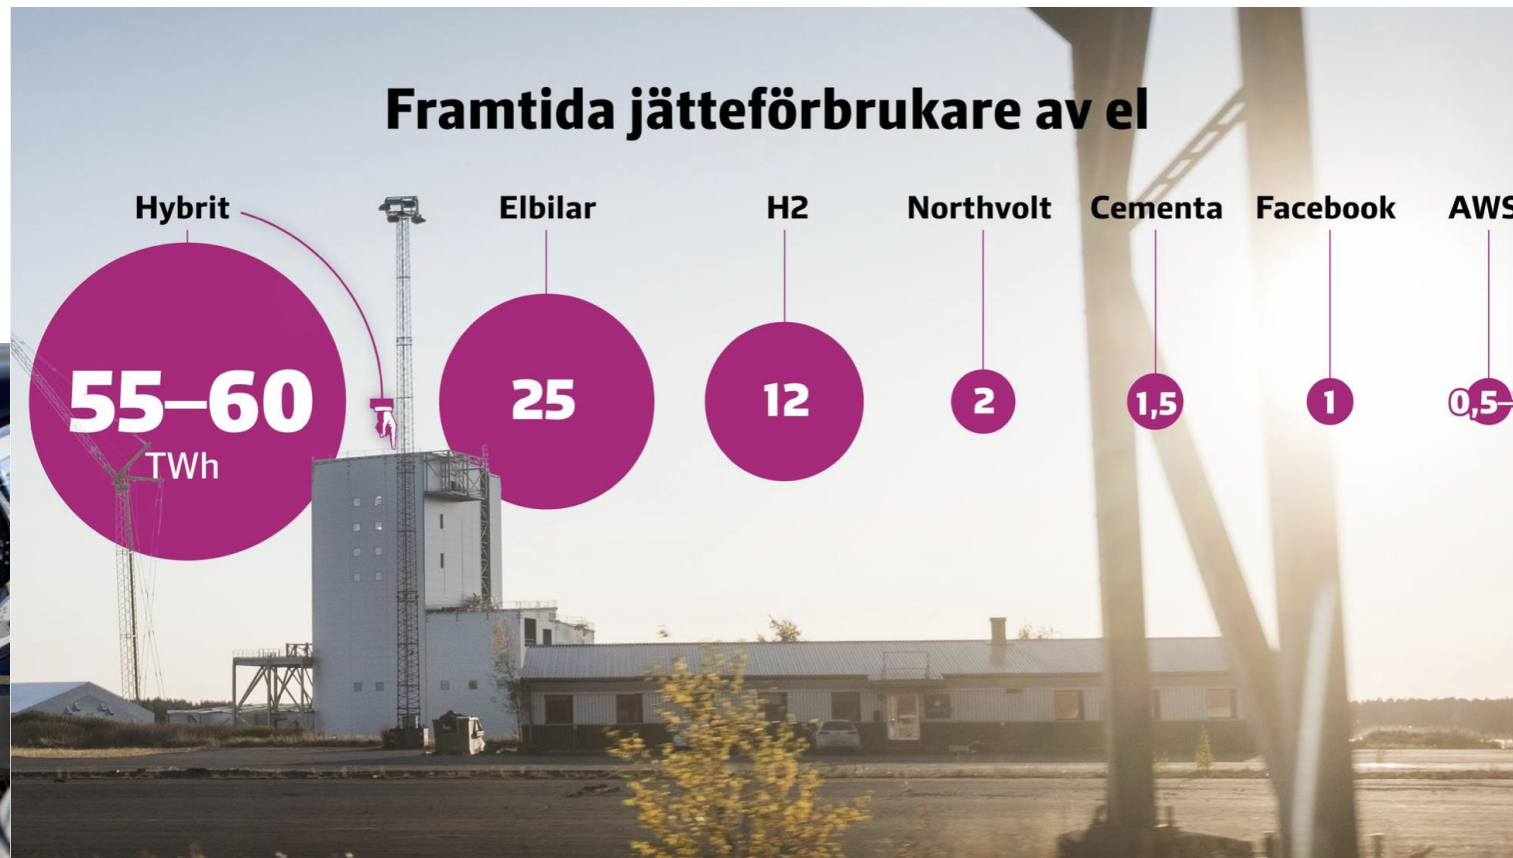 Framtida jätteförbrukare av el
Hybrit
Elbilar
H2
Northvolt
Cementa
Facebook
AWS
55–60
TWh
25
12
2
1,5
1
0,5–